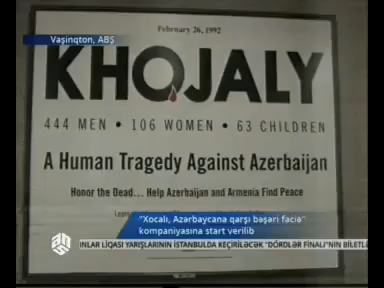 Vaşinqton, ABŞ
February 26, 1992
KHOJALY
444 MEN • 106 WOMEN • 63 CHILDREN
A Human Tragedy Against Azerbaijan
Honor the Dead... Help Azerbaijan and Armenia Find Peace
"Xocalı, Azərbaycana qarşı bəşəri faciə"
kompaniyasına start verilib
INLAR LİQASI YARIŞLARININ İSTANBULDA KEÇİRİLƏCƏK "DÖRDLƏR FİNALI"NIN BİLETL